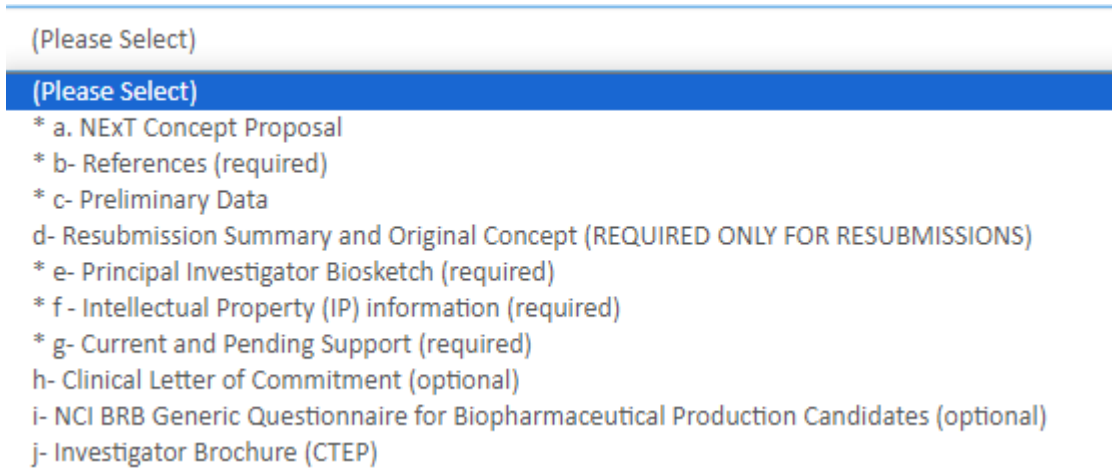 (Please Select)
(Please Select)
* a. NExT Concept Proposal
* b- References (required)
* c- Preliminary Data
d- Resubmission Summary and Original Concept (REQUIRED ONLY FOR RESUBMISSIONS)
* e- Principal Investigator Biosketch (required)
* f - Intellectual Property (IP) information (required)
* g- Current and Pending Support (required)
h- Clinical Letter of Commitment (optional)
i- NCI BRB Generic Questionnaire for Biopharmaceutical Production Candidates (optional)
j- Investigator Brochure (CTEP)